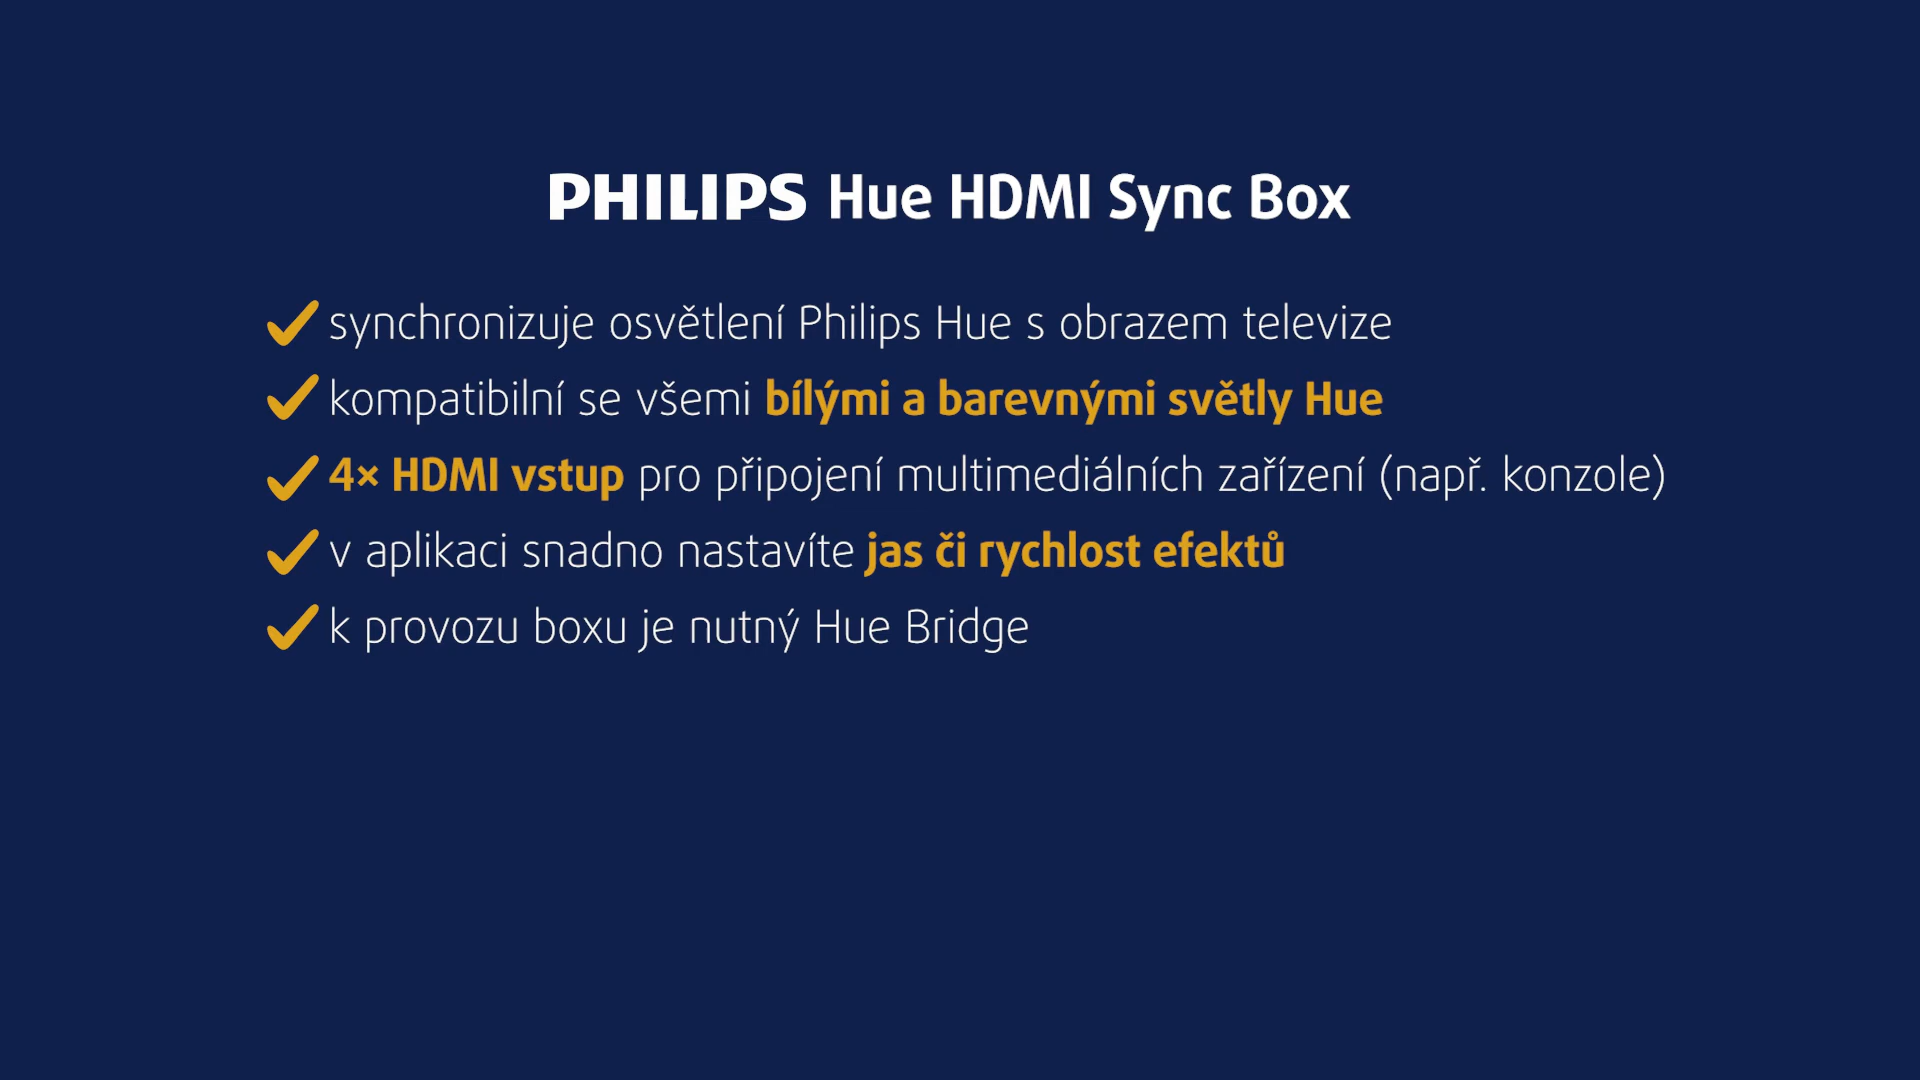 PHILIPS Hue HDMI Sync Box
synchronizuje osvětlení Philips Hue s obrazem televize
kompatibilní se všemi bílými a barevnými světly Hue
4× HDMI vstup pro připojení multimediálních zařízení (např. konzole)
v aplikaci snadno nastavíte jas či rychlost efektů
k provozu boxu je nutný Hue Bridge